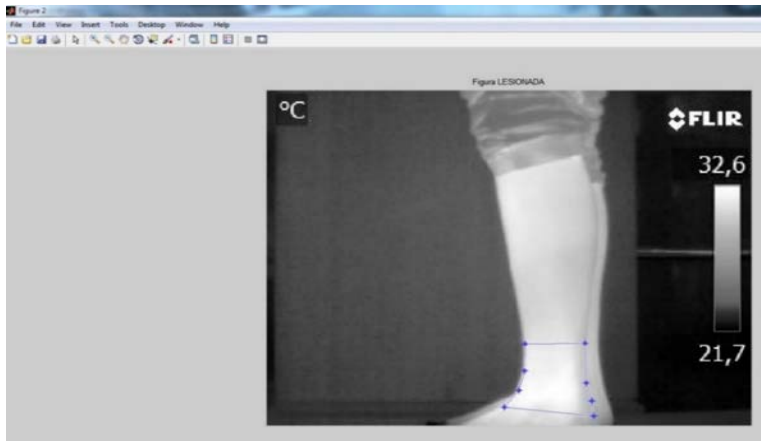 Figure 2
File Edit View Insert Tools Desktop Window Help
Figura LESIONADA
°C
FLIR
32,6
21,7